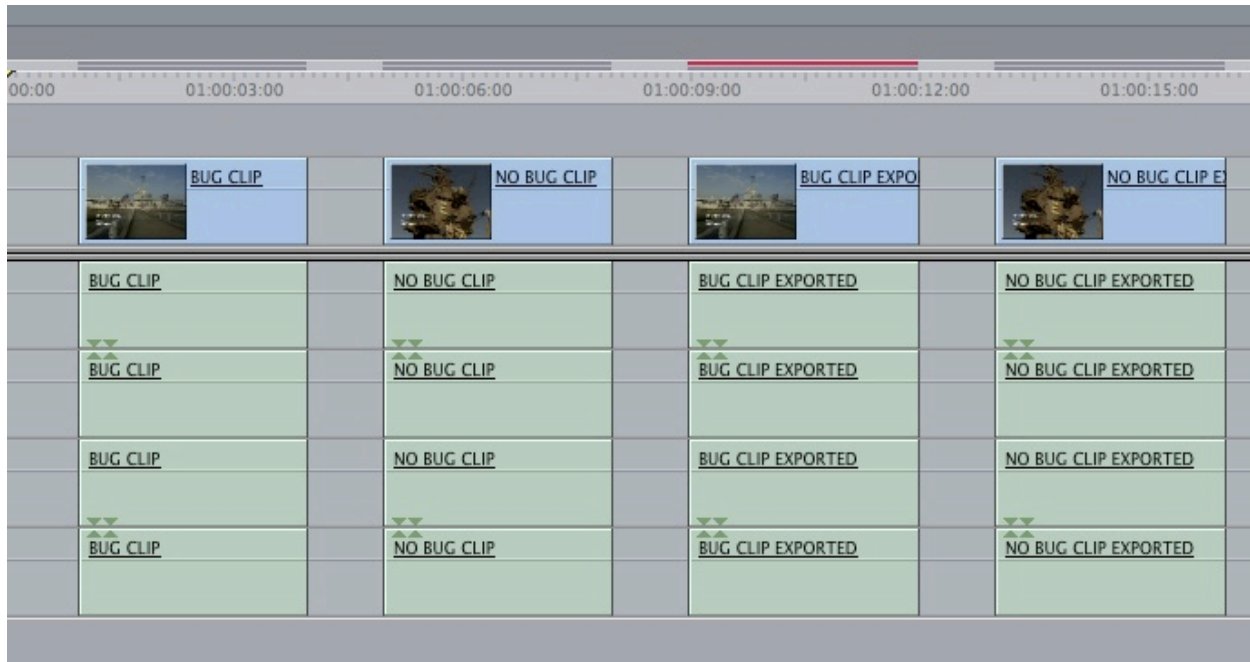 00:00 01:00:03:00 01:00:06:00 01:00:09:00 01:00:12:00 01:00:15:00
BUG CLIP NO BUG CLIP BUG CLIP EXPO NO BUG CLIP EX
BUG CLIP NO BUG CLIP BUG CLIP EXPORTED NO BUG CLIP EXPORTED
BUG CLIP NO BUG CLIP BUG CLIP EXPORTED NO BUG CLIP EXPORTED
BUG CLIP NO BUG CLIP BUG CLIP EXPORTED NO BUG CLIP EXPORTED
BUG CLIP NO BUG CLIP BUG CLIP EXPORTED NO BUG CLIP EXPORTED